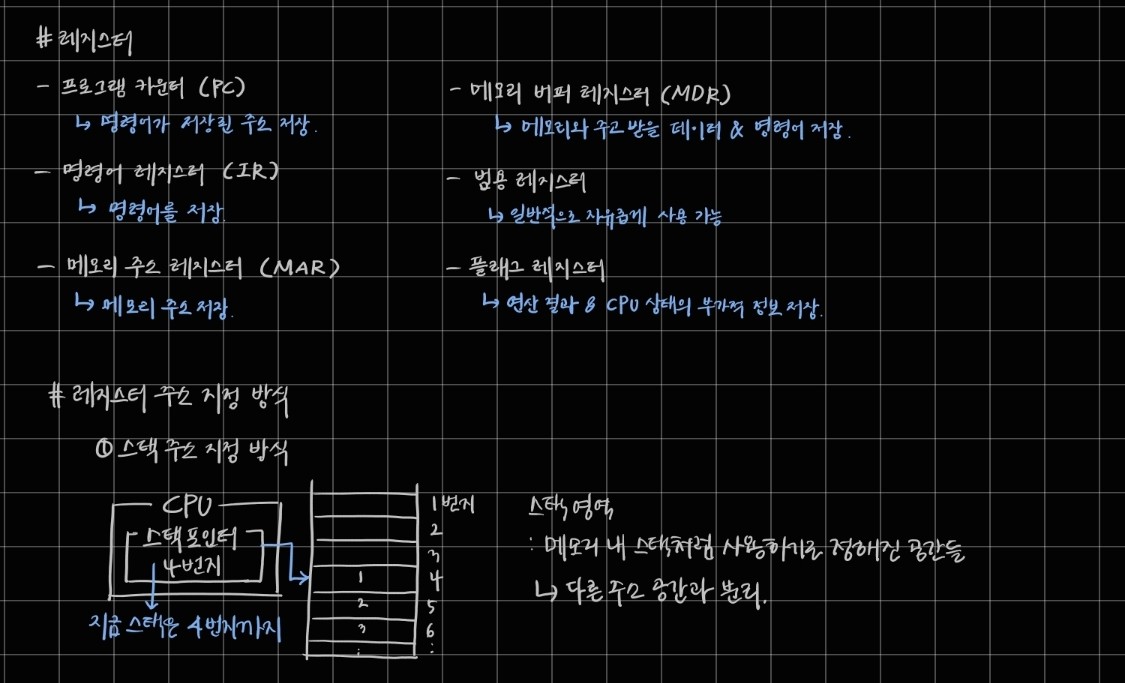 # 레지스터
- 프로그램 카운터 (PC)
↳ 명령어가 저장된 주소 저장.
- 명령어 레지스터 (IR)
↳ 명령어를 저장.
- 메모리 주소 레지스터 (MAR)
↳ 메모리 주소 저장.
- 메모리 버퍼 레지스터 (MDR)
↳ 메모리와 주고 받을 데이터 & 명령어 저장.
- 범용 레지스터
↳ 일반적으로 자유롭게 사용 가능
- 플래그 레지스터
↳ 연산 결과 & CPU 상태의 부가적 정보 저장.
# 레지스터 주소 지정 방식
① 스택 주소 지정 방식
CPU
스택 포인터
4번지
지금 스택은 4번지까지
1번지
2
3
1 4
2 5
3 6
: :
스택영역
: 메모리 내 스택처럼 사용하기로 정해진 공간들
↳ 다른 주소 공간과 분리.